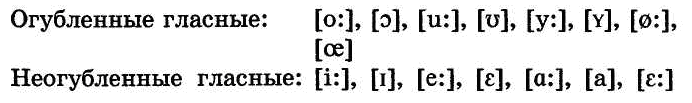 Огубленные гласные: [o:], [ɔ], [u:], [ʊ], [y:], [ʏ], [ø:],
[œ]
Неогубленные гласные: [i:], [ɪ], [e:], [ɛ], [ɑ:], [a], [ɛ:]